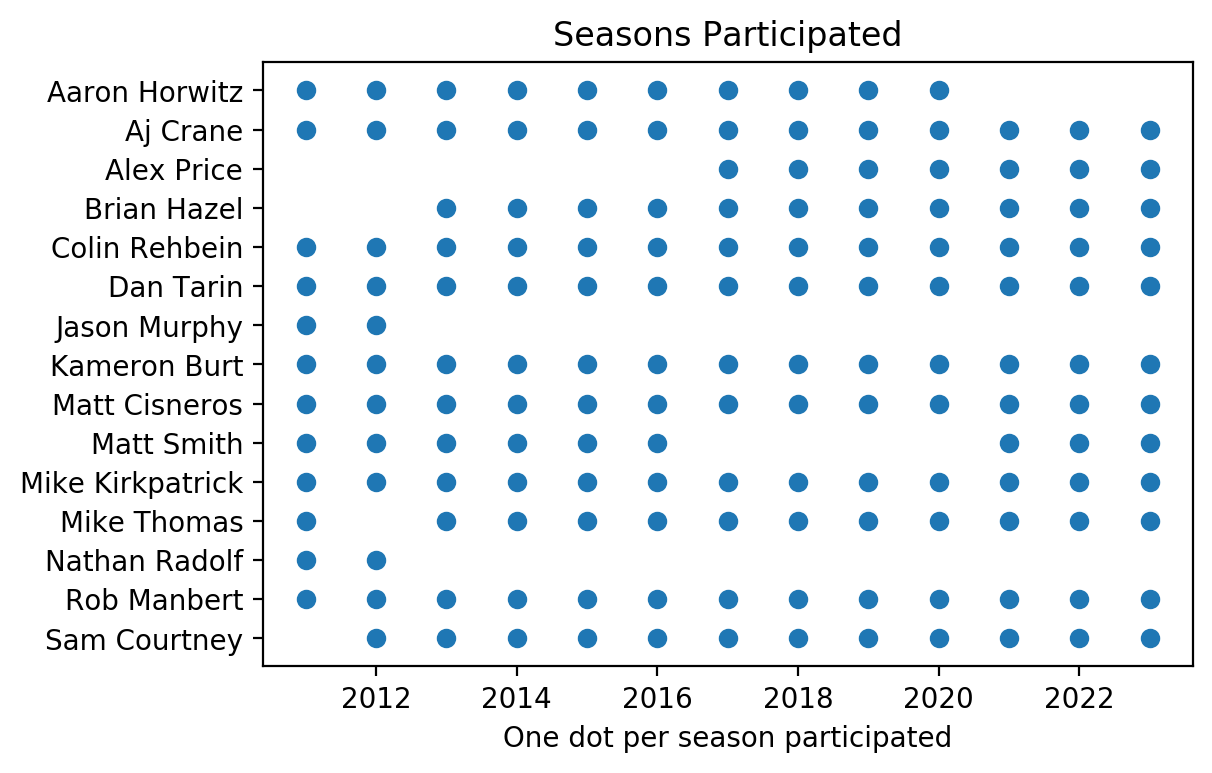 Seasons Participated
Aaron Horwitz
Aj Crane
Alex Price
Brian Hazel
Colin Rehbein
Dan Tarin
Jason Murphy
Kameron Burt
Matt Cisneros
Matt Smith
Mike Kirkpatrick
Mike Thomas
Nathan Radolf
Rob Manbert
Sam Courtney
2012 2014 2016 2018 2020 2022
One dot per season participated